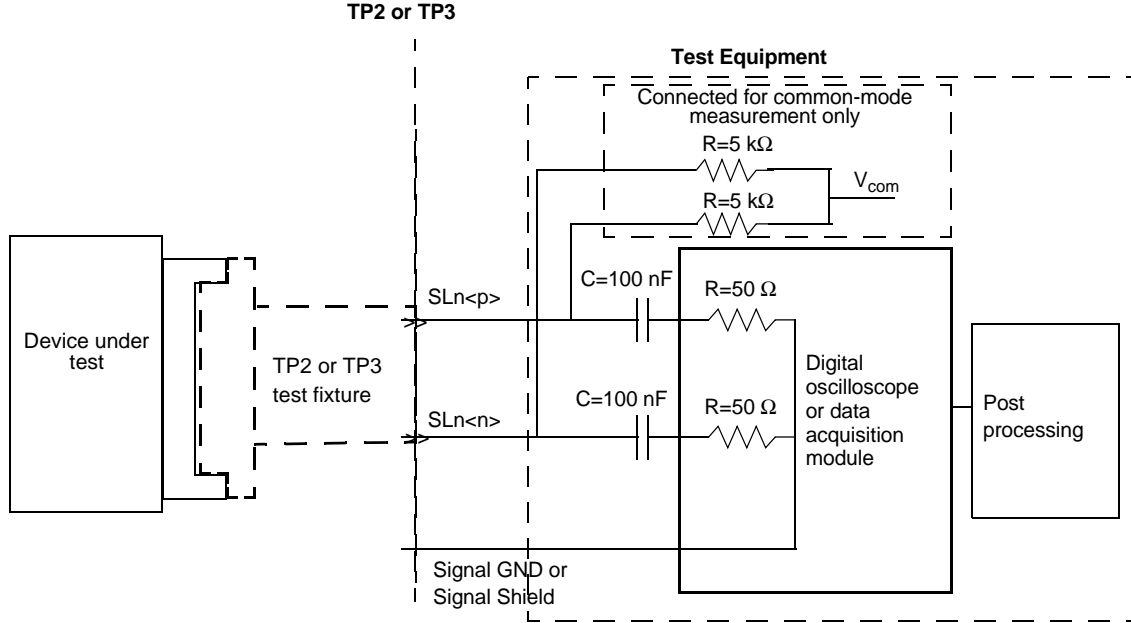 TP2 or TP3
Test Equipment
Connected for common-mode
measurement only
R=5 kΩ
V_com
R=5 kΩ
C=100 nF
R=50 Ω
SLn<p>
Device under
test
TP2 or TP3
test fixture
Digital
oscilloscope
or data
acquisition
module
C=100 nF
R=50 Ω
SLn<n>
Post
processing
Signal GND or
Signal Shield